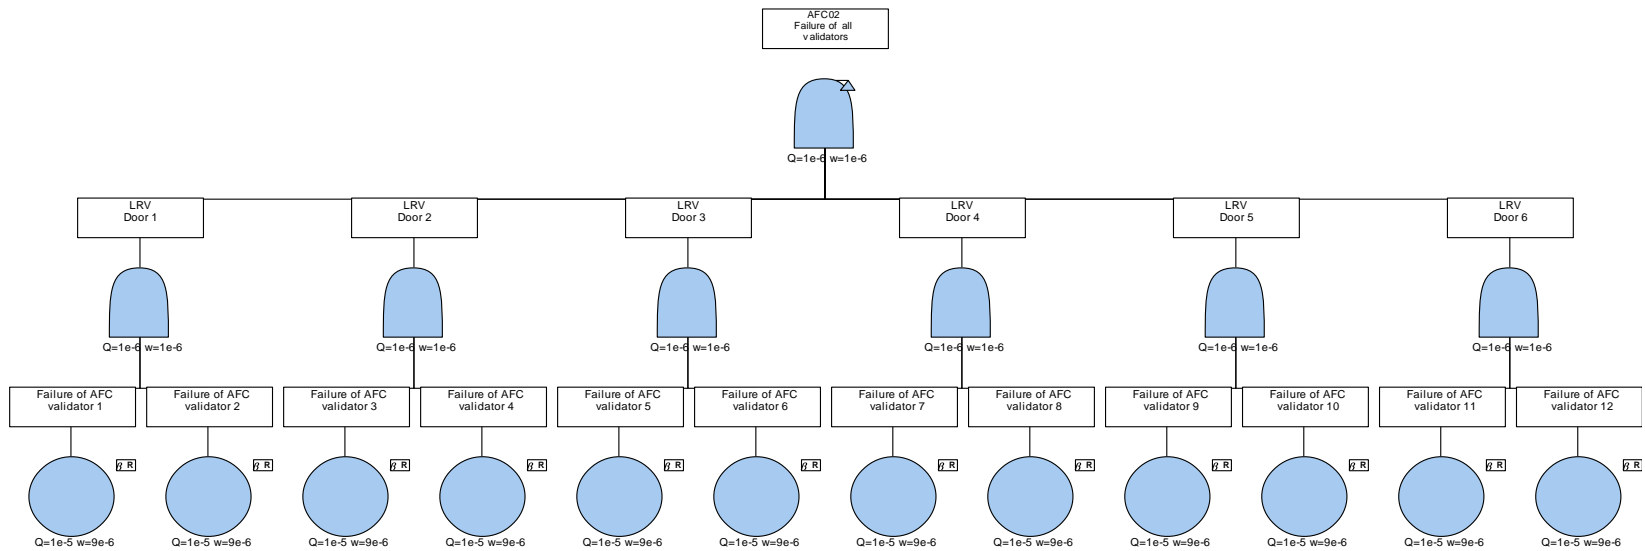 AFC02
Failure of all
validators
Q=1e-6 w=1e-6
LRV
Door 1
LRV
Door 2
LRV
Door 3
LRV
Door 4
LRV
Door 5
LRV
Door 6
Q=1e-6 w=1e-6
Q=1e-6 w=1e-6
Q=1e-6 w=1e-6
Q=1e-6 w=1e-6
Q=1e-6 w=1e-6
Q=1e-6 w=1e-6
Failure of AFC
validator 1
Failure of AFC
validator 2
Failure of AFC
validator 3
Failure of AFC
validator 4
Failure of AFC
validator 5
Failure of AFC
validator 6
Failure of AFC
validator 7
Failure of AFC
validator 8
Failure of AFC
validator 9
Failure of AFC
validator 10
Failure of AFC
validator 11
Failure of AFC
validator 12
β R
β R
β R
β R
β R
β R
β R
β R
β R
β R
β R
β R
Q=1e-5 w=9e-6
Q=1e-5 w=9e-6
Q=1e-5 w=9e-6
Q=1e-5 w=9e-6
Q=1e-5 w=9e-6
Q=1e-5 w=9e-6
Q=1e-5 w=9e-6
Q=1e-5 w=9e-6
Q=1e-5 w=9e-6
Q=1e-5 w=9e-6
Q=1e-5 w=9e-6
Q=1e-5 w=9e-6